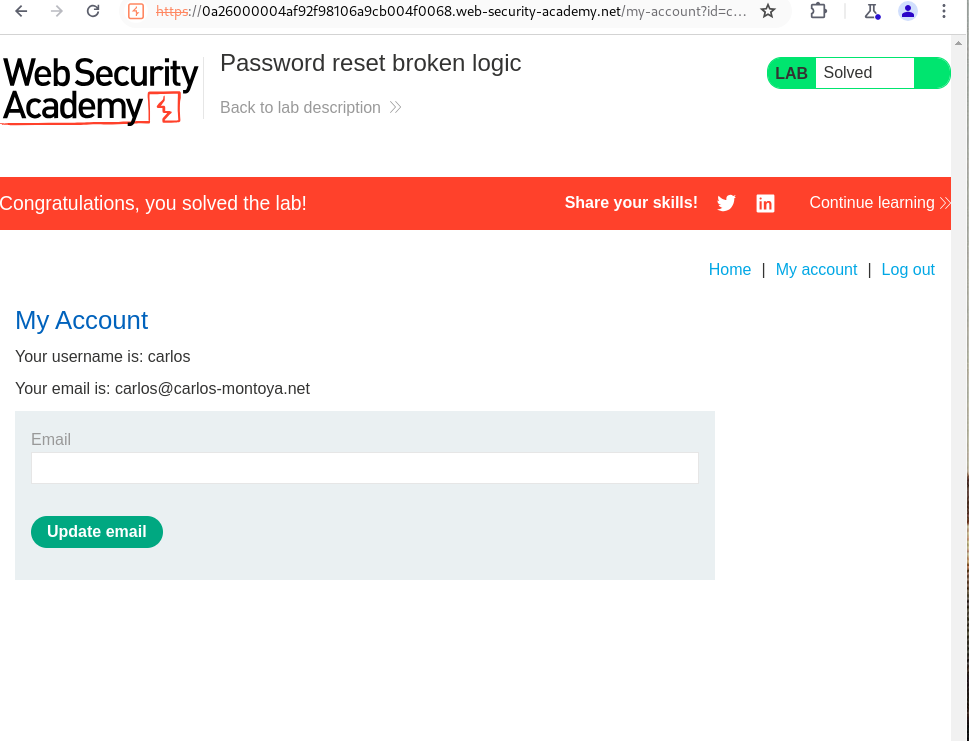 https://0a26000004af92f98106a9cb004f0068.web-security-academy.net/my-account?id=c...
Web Security
Academy
Password reset broken logic
Back to lab description
LAB Solved
Congratulations, you solved the lab!
Share your skills!
Continue learning
Home | My account | Log out
My Account
Your username is: carlos
Your email is: carlos@carlos-montoya.net
Email
Update email